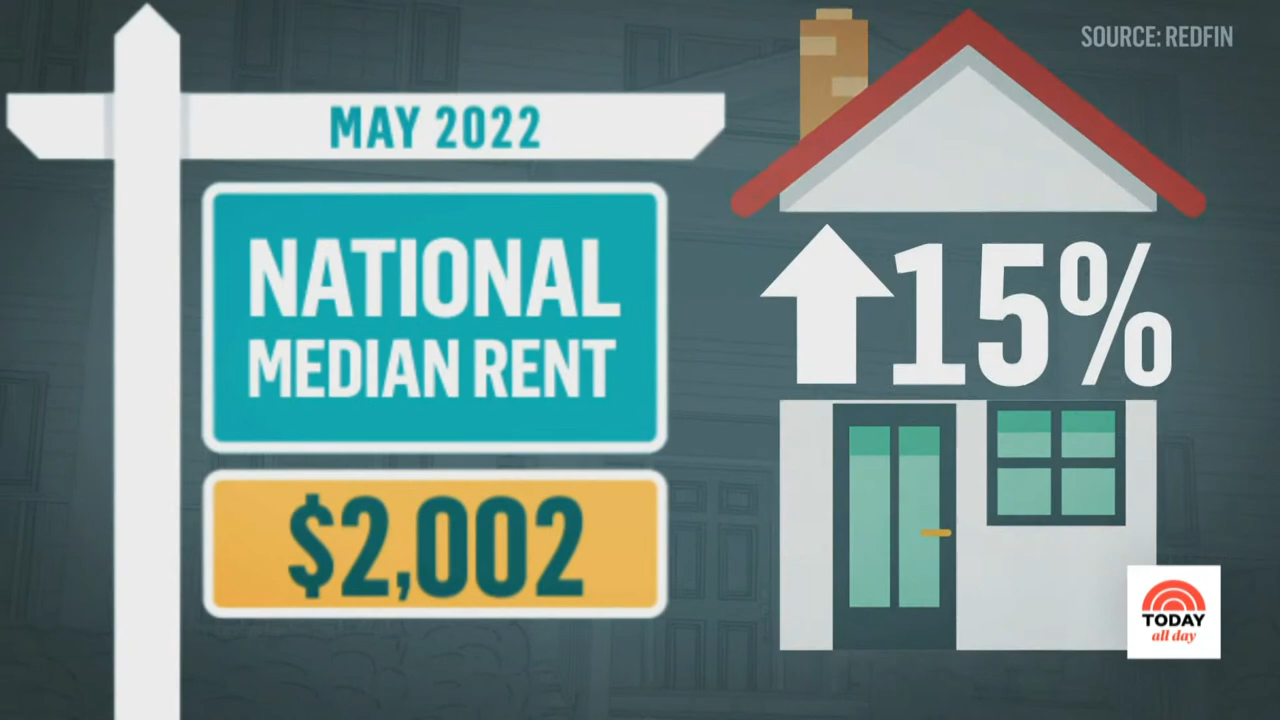 SOURCE: REDFIN
MAY 2022
NATIONAL
MEDIAN RENT
$2,002
15%
TODAY
all day